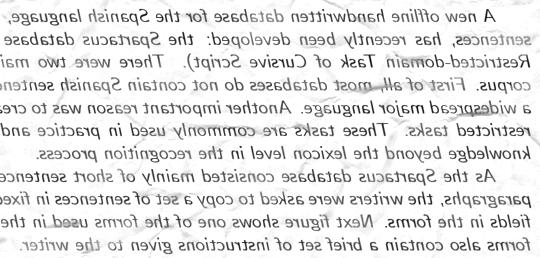 A new offline handwritten database for the Spanish language,
sentences, has recently been developed: the Spartacus database
Restricted-domain Task of Cursive Script). There were two mai
corpus. First of all, most databases do not contain Spanish senten
a widespread major language. Another important reason was to crea
restricted tasks. These tasks are commonly used in practice and
knowledge beyond the lexicon level in the recognition process.
As the Spartacus database consisted mainly of short sentence
paragraphs, the writers were asked to copy a set of sentences in fixed
fields in the forms. Next figure shows one of the forms used in the
forms also contain a brief set of instructions given to the writer.